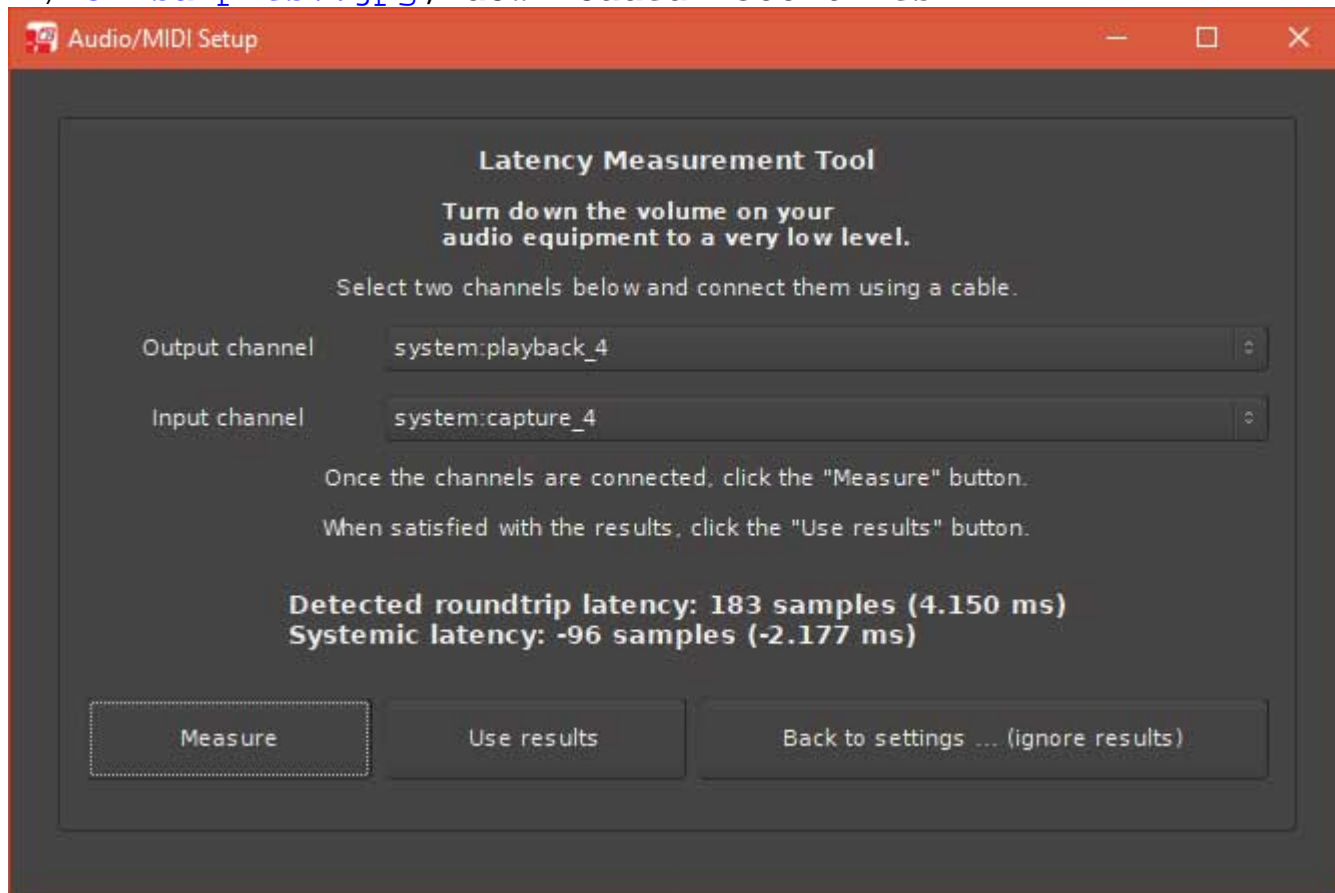 Audio/MIDI Setup
Latency Measurement Tool
Turn down the volume on your
audio equipment to a very low level.
Select two channels below and connect them using a cable.
Output channel system:playback_4
Input channel system:capture_4
Once the channels are connected, click the "Measure" button.
When satisfied with the results, click the "Use results" button.
Detected roundtrip latency: 183 samples (4.150 ms)
Systemic latency: -96 samples (-2.177 ms)
Measure Use results Back to settings ... (ignore results)